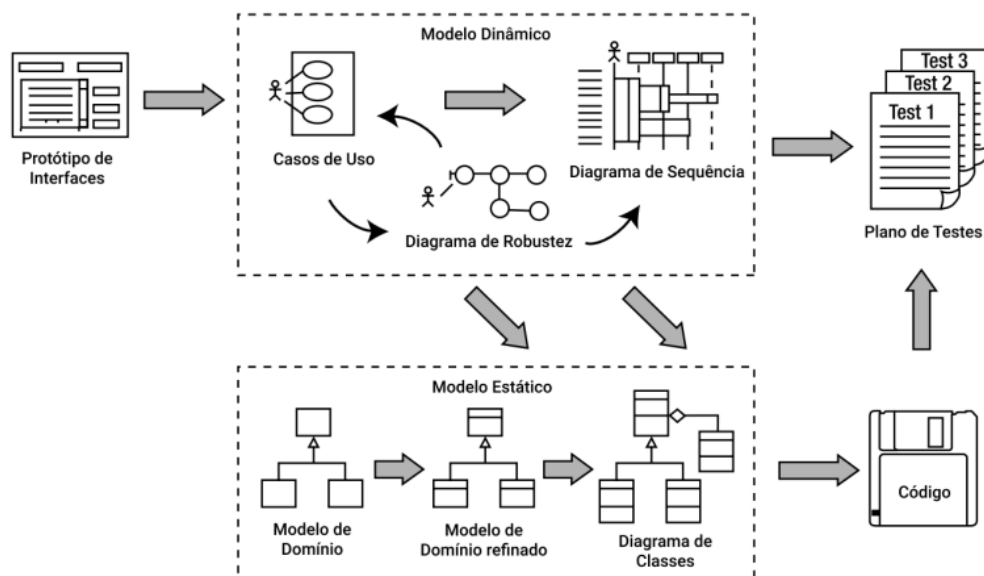 Modelo Dinâmico
Protótipo de
Interfaces
Casos de Uso
Diagrama de Robustez
Diagrama de Sequência
Test 3
Test 2
Test 1
Plano de Testes
Modelo Estático
Modelo de
Domínio
Modelo de
Domínio refinado
Diagrama de
Classes
Código